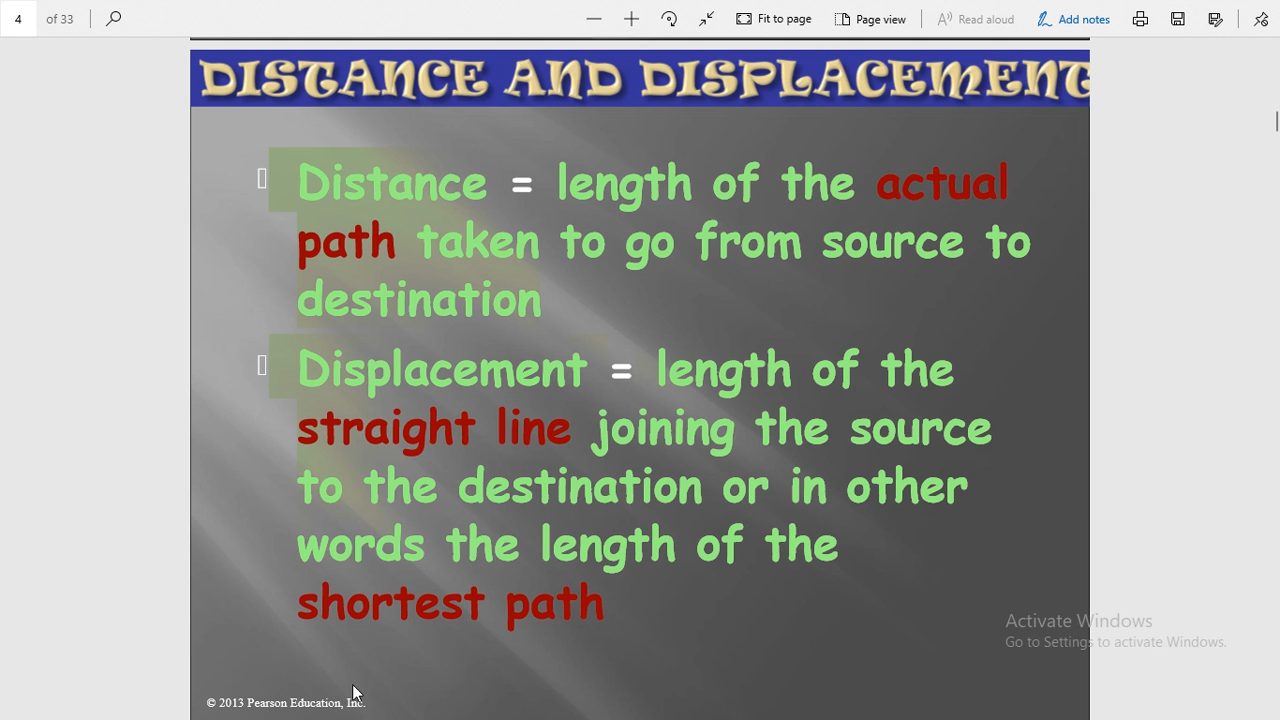 4 of 33 Fit to page Page view Read aloud Add notes
DISTANCE AND DISPLACEMENT
Distance = length of the actual
path taken to go from source to
destination
Displacement = length of the
straight line joining the source
to the destination or in other
words the length of the
shortest path
Activate Windows
Go to Settings to activate Windows.
© 2013 Pearson Education, Inc.